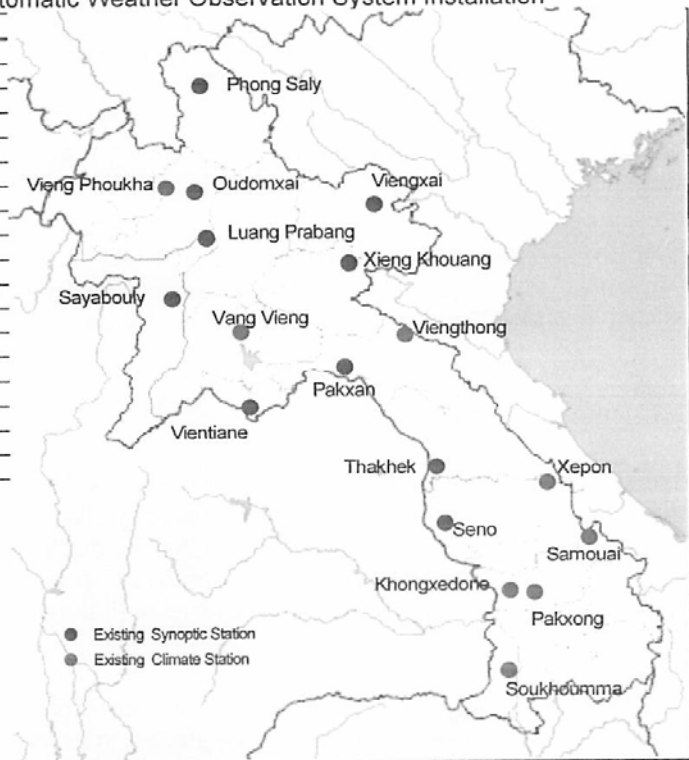 tomatic Weather Observation System Installation
Phong Saly
Vieng Phoukha
Oudomxai
Viengxai
Luang Prabang
Xieng Khouang
Sayabouly
Vang Vieng
Viengthong
Pakxan
Vientiane
Thakhek
Xepon
Seno
Samouai
Khongxedone
Pakxong
Existing Synoptic Station
Existing Climate Station
Soukhoumma